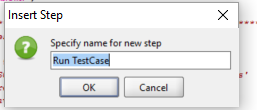 Insert Step
Specify name for new step
Run TestCase
OK
Cancel